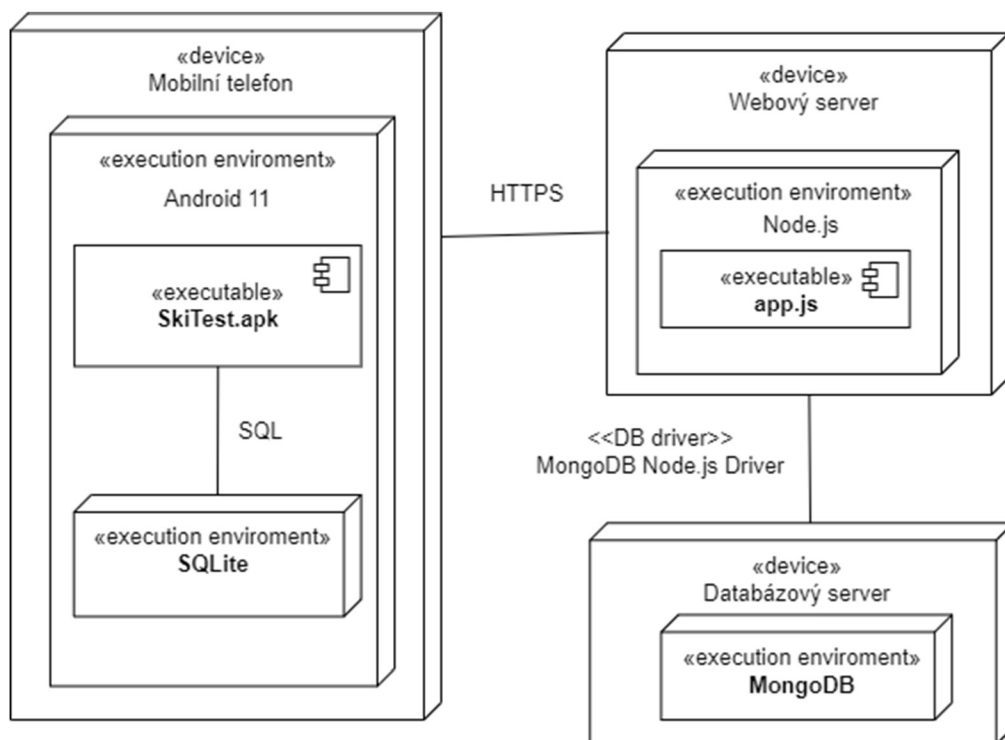 «device»
Mobilní telefon
«execution enviroment»
Android 11
«executable»
SkiTest.apk
SQL
«execution enviroment»
SQLite
HTTPS
«device»
Webový server
«execution enviroment»
Node.js
«executable»
app.js
<<DB driver>>
MongoDB Node.js Driver
«device»
Databázový server
«execution enviroment»
MongoDB